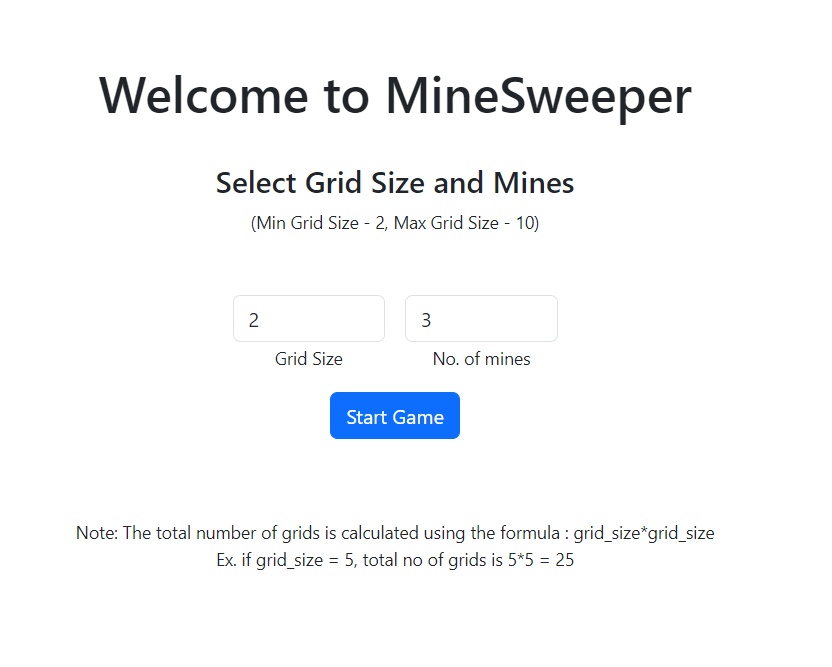 Welcome to MineSweeper
Select Grid Size and Mines
(Min Grid Size - 2, Max Grid Size - 10)
2 3
Grid Size No. of mines
Start Game
Note: The total number of grids is calculated using the formula : grid_size*grid_size
Ex. if grid_size = 5, total no of grids is 5*5 = 25